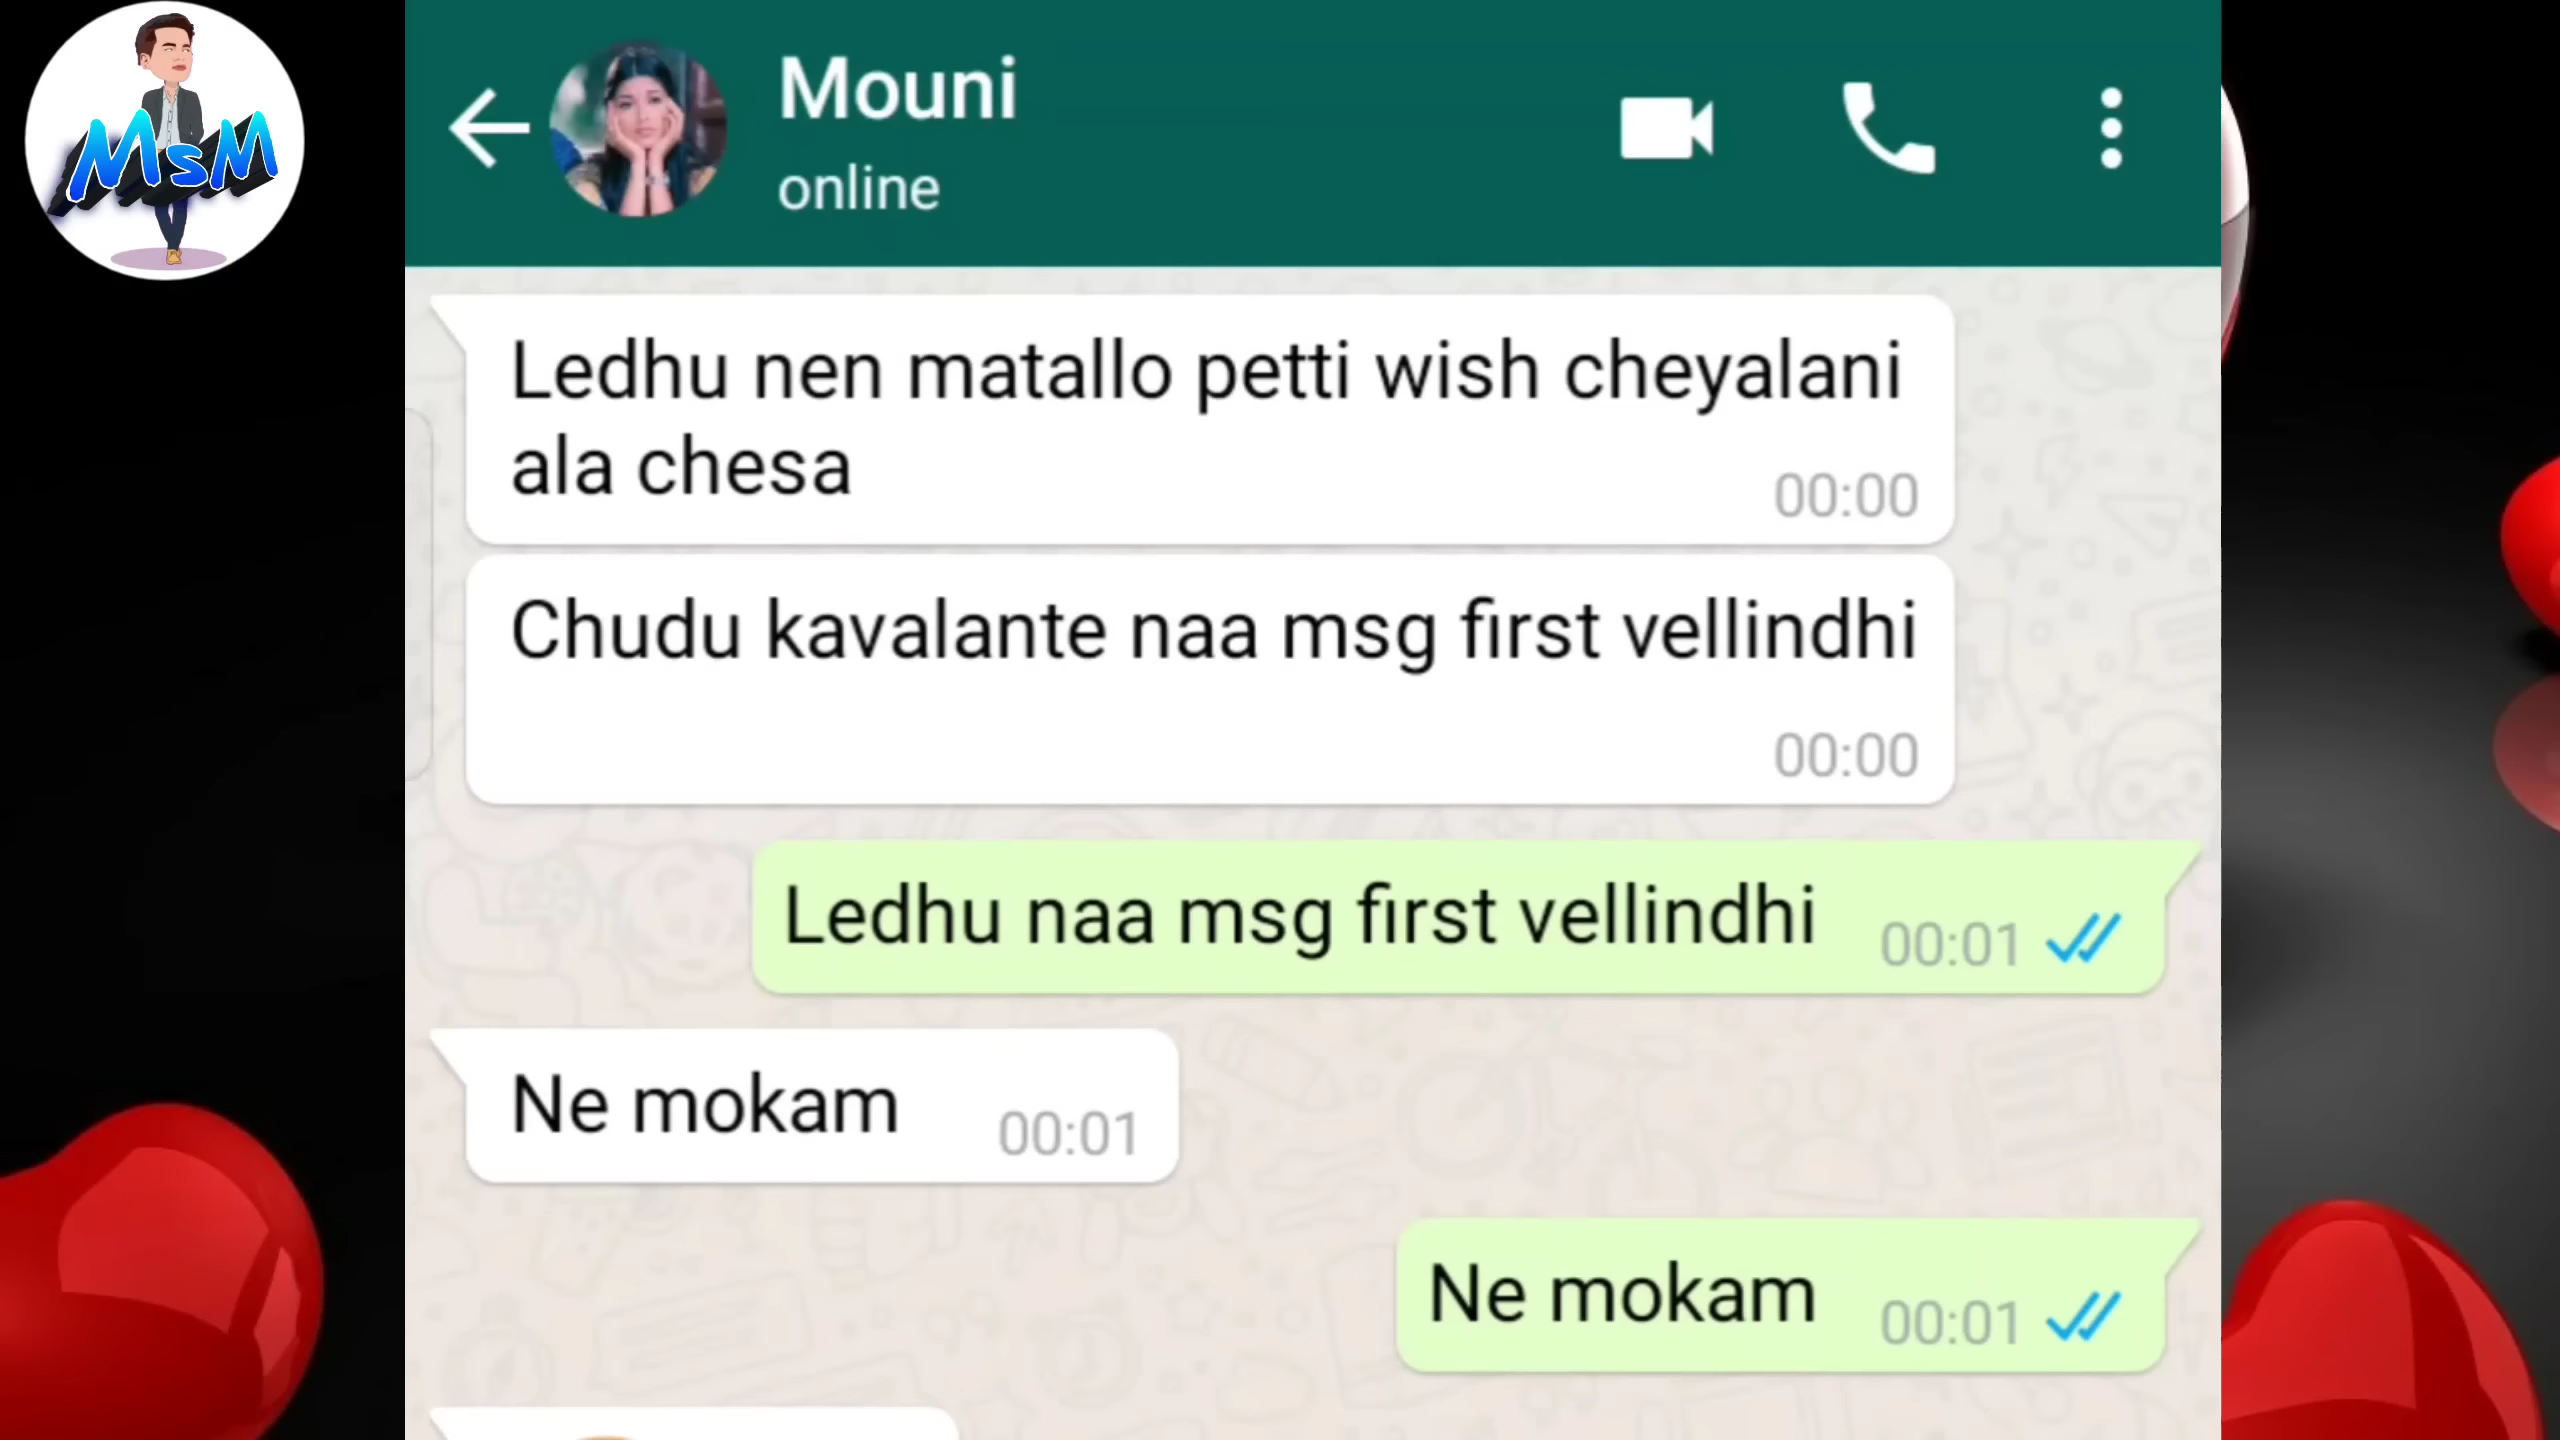 MsM
Mouni
online
Ledhu nen matallo petti wish cheyalani
ala chesa
00:00
Chudu kavalante naa msg first vellindhi
00:00
Ledhu naa msg first vellindhi 00:01
Ne mokam 00:01
Ne mokam 00:01